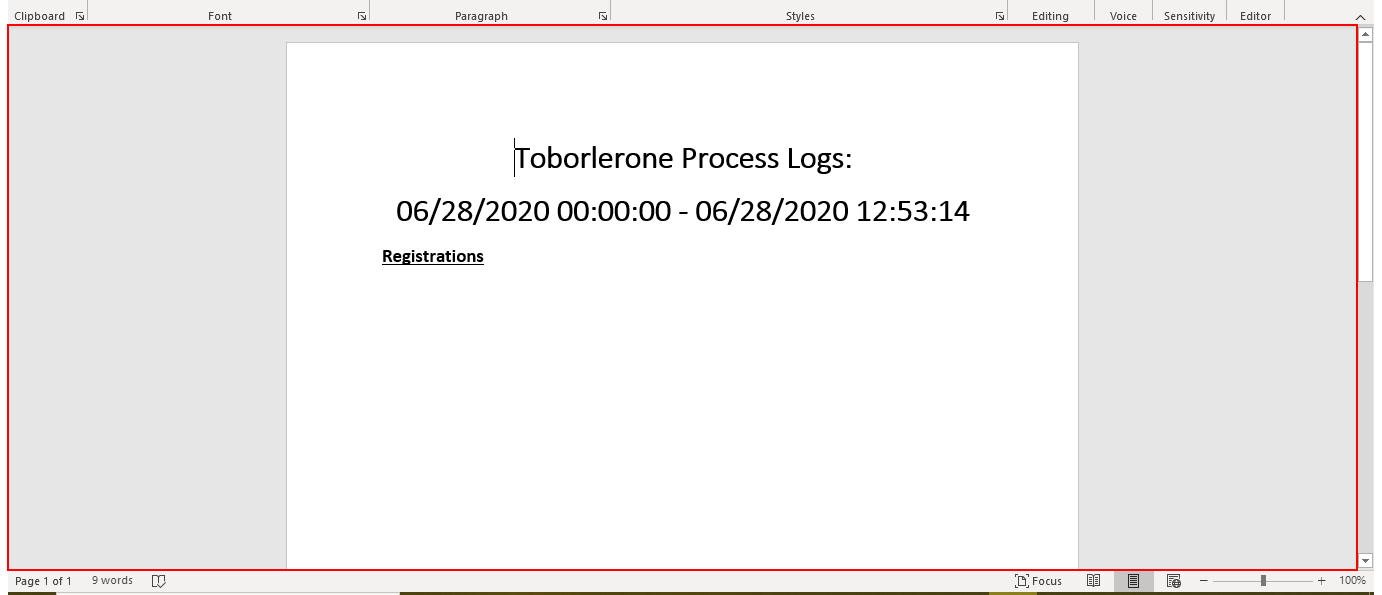 Clipboard Font Paragraph Styles Editing Voice Sensitivity Editor
Toborlerone Process Logs:
06/28/2020 00:00:00 - 06/28/2020 12:53:14
Registrations
Page 1 of 1 9 words Focus 100%